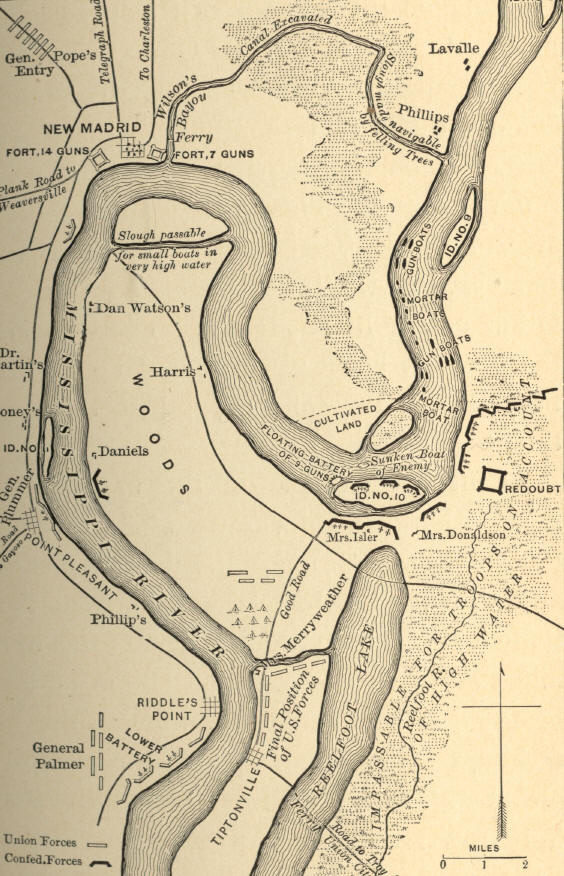 Telegraph Road
To Charleston
Canal Excavated
Lavalle
Gen. Pope's
Entry
Wilson's
Bayou
Slough made navigable
by felling Trees
Phillips
NEW MADRID
Ferry
FORT, 14 GUNS
FORT, 7 GUNS
Plank Road to
Weaversville
Slough passable
for small boats in
very high water
ID. NO. 9
GUN BOATS
MORTAR
BOATS
GUN BOATS
MORTAR
BOAT
Dan Watson's
Dr.
artin's
Harris'
WOODS
CULTIVATED
LAND
oney's
ID. NO
Daniels
FLOATING-BATTERY
OF 8 GUNS
Sunken Boat
of Enemy
ID. NO. 10
REDOUBT
Gen.
Plummer
Road
MISSISSIPPI RIVER
OINT PLEASANT
Mrs. Isler
Mrs. Donaldson
Good Road
Phillip's
Merryweather
IMPASSABLE FOR TROOPS ON ACCOUNT
OF HIGH WATER
Reelfoot R.
REELFOOT LAKE
Final Position
of U.S. Forces
RIDDLE'S
POINT
LOWER
BATTERY
General
Palmer
TIPTONVILLE
Ferry
Road to Troy
Union City
Union Forces
Confed. Forces
MILES
0 1 2